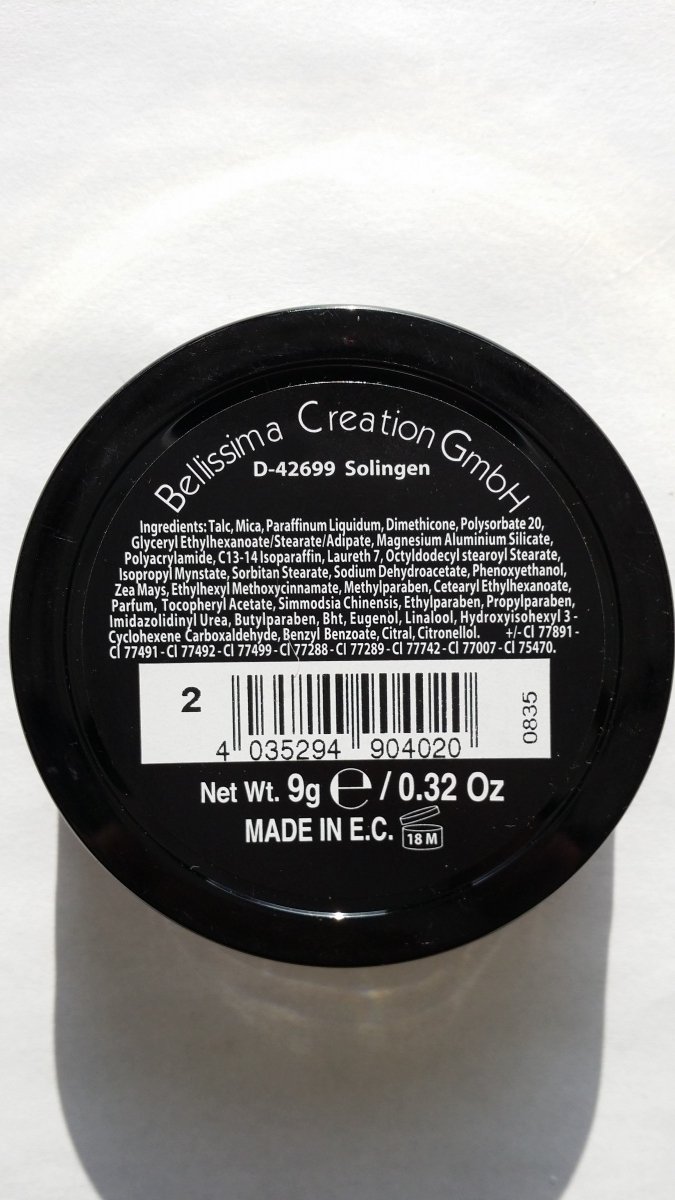 Bellissima Creation GmbH
D-42699 Solingen
Ingredients: Talc, Mica, Paraffinum Liquidum, Dimethicone, Polysorbate 20,
Glyceryl Ethylhexanoate/Stearate/Adipate, Magnesium Aluminium Silicate,
Polyacrylamide, C13-14 Isoparaffin, Laureth 7, Octyldodecyl stearoyl Stearate,
Isopropyl Mynstate, Sorbitan Stearate, Sodium Dehydroacetate, Phenoxyethanol,
Zea Mays, Ethylhexyl Methoxycinnamate, Methylparaben, Cetearyl Ethylhexanoate,
Parfum, Tocopheryl Acetate, Simmodsia Chinensis, Ethylparaben, Propylparaben,
Imidazolidinyl Urea, Butylparaben, Bht, Eugenol, Linalool, Hydroxyisohexyl 3 -
Cyclohexene Carboxaldehyde, Benzyl Benzoate, Citral, Citronellol. +/- CI 77891 -
CI 77491 - CI 77492 - CI 77499 - CI 77288 - CI 77289 - CI 77742 - CI 77007 - CI 75470.
2
0835
4 035294 904020
Net Wt. 9g e / 0.32 Oz
MADE IN E.C. 18 M